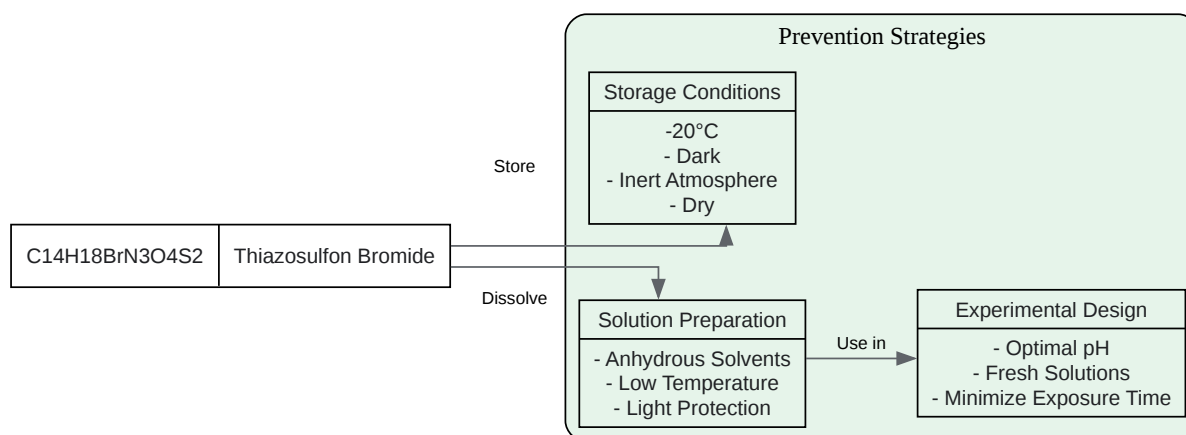 Prevention Strategies
Storage Conditions
-20°C
- Dark
- Inert Atmosphere
- Dry
Store
C14H18BrN3O4S2
Thiazosulfon Bromide
Dissolve
Solution Preparation
- Anhydrous Solvents
- Low Temperature
- Light Protection
Use in
Experimental Design
- Optimal pH
- Fresh Solutions
- Minimize Exposure Time